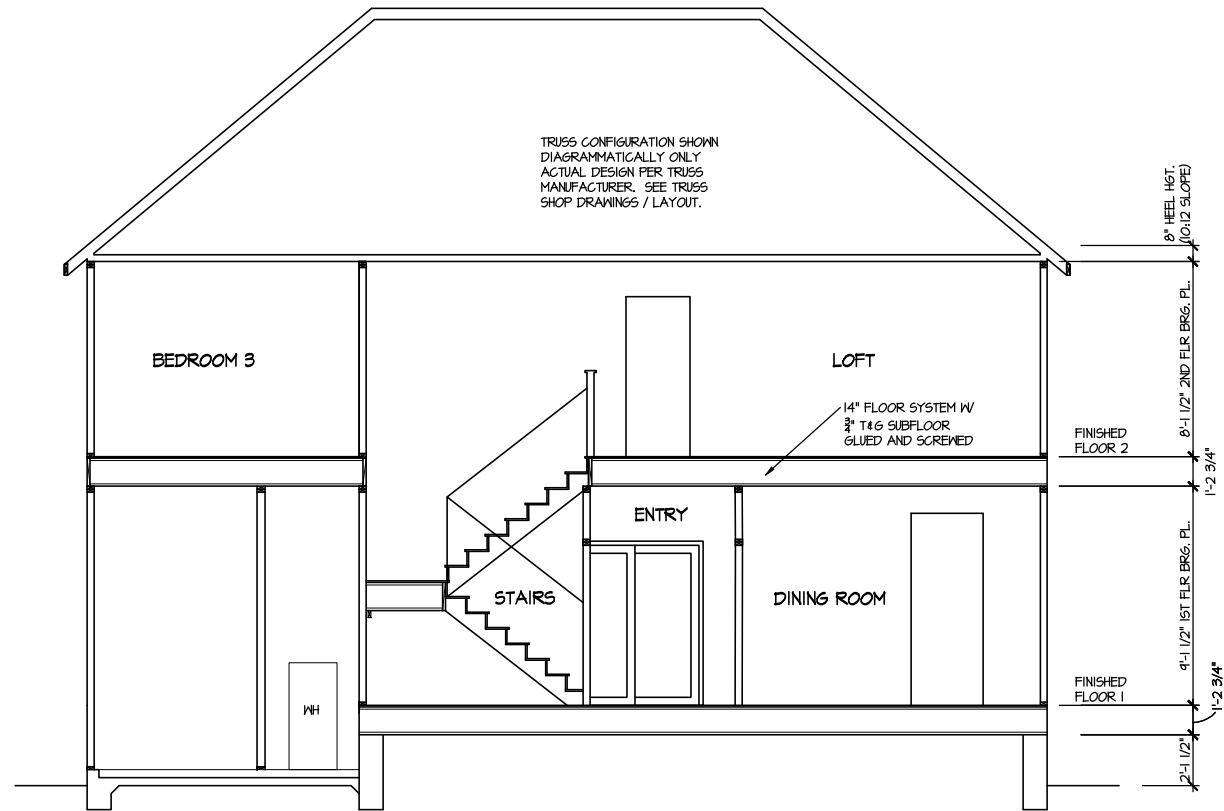 TRUSS CONFIGURATION SHOWN
DIAGRAMMATICALLY ONLY
ACTUAL DESIGN PER TRUSS
MANUFACTURER. SEE TRUSS
SHOP DRAWINGS / LAYOUT.
8" HEEL HGT.
(10:12 SLOPE)
BEDROOM 3
LOFT
8'-1 1/2" 2ND FLR BRG. PL.
14" FLOOR SYSTEM W/
3/4" T&G SUBFLOOR
GLUED AND SCREWED
FINISHED
FLOOR 2
1'-2 3/4"
ENTRY
STAIRS
DINING ROOM
9'-1 1/2" 1ST FLR BRG. PL.
FINISHED
FLOOR 1
1'-2 3/4"
WH
2'-1 1/2"